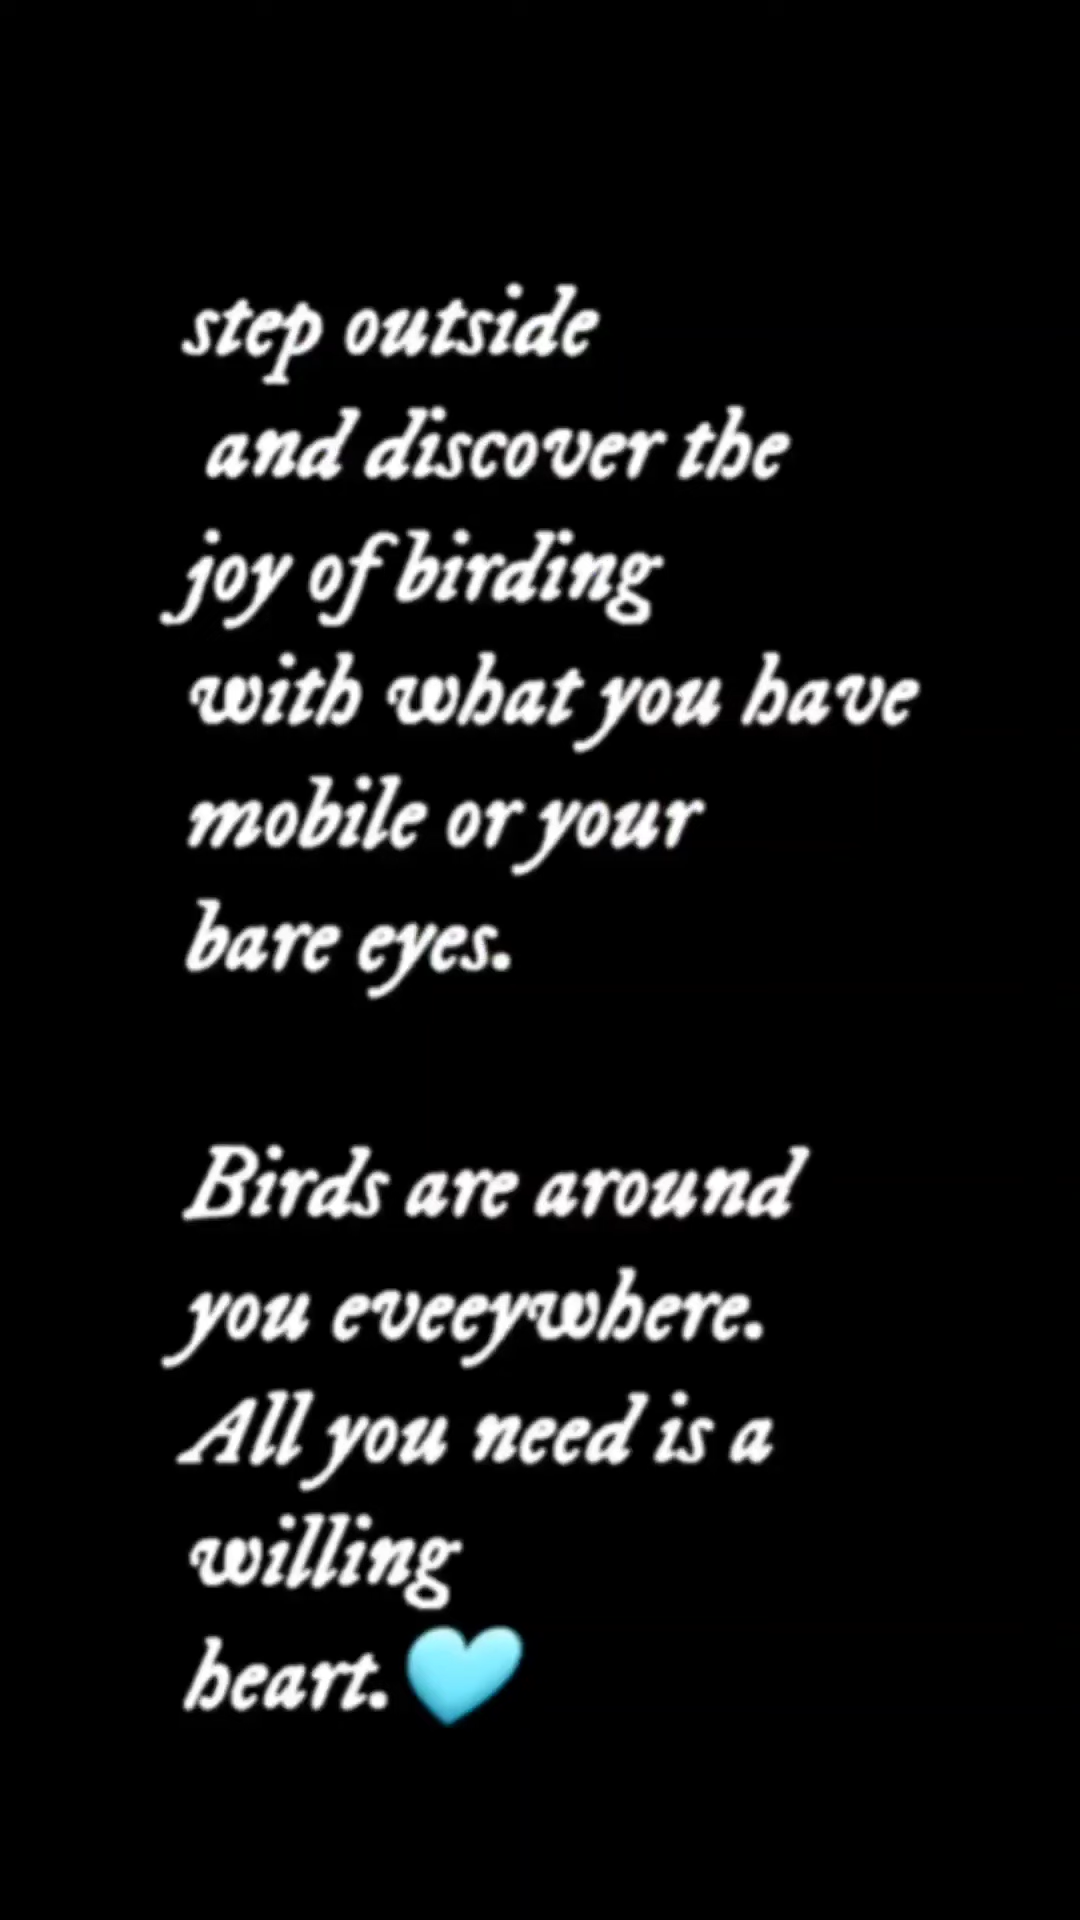 step outside
and discover the
joy of birding
with what you have
mobile or your
bare eyes.
Birds are around
you eveeywhere.
All you need is a
willing
heart.🩵